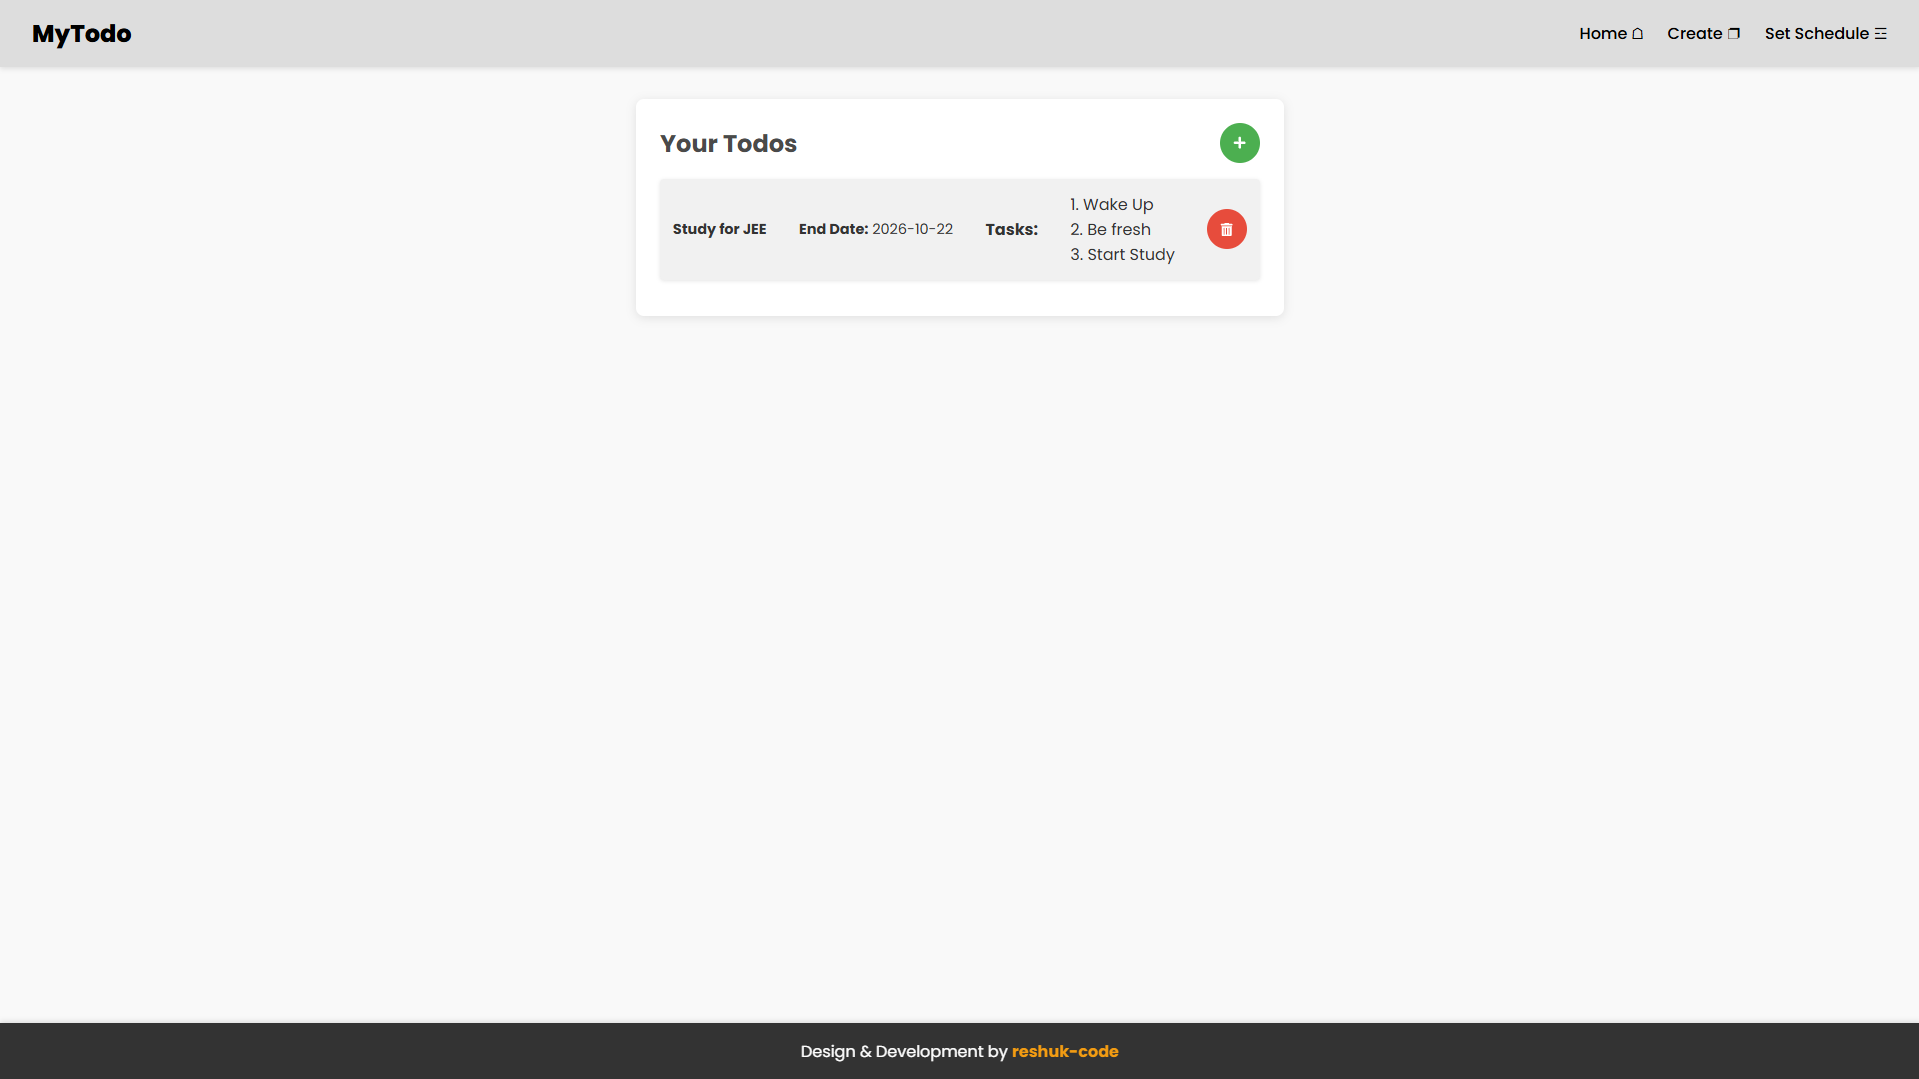 MyTodo
Home
Create
Set Schedule
Your Todos
+
Study for JEE
End Date: 2026-10-22
Tasks:
1. Wake Up
2. Be fresh
3. Start Study
Design & Development by reshuk-code